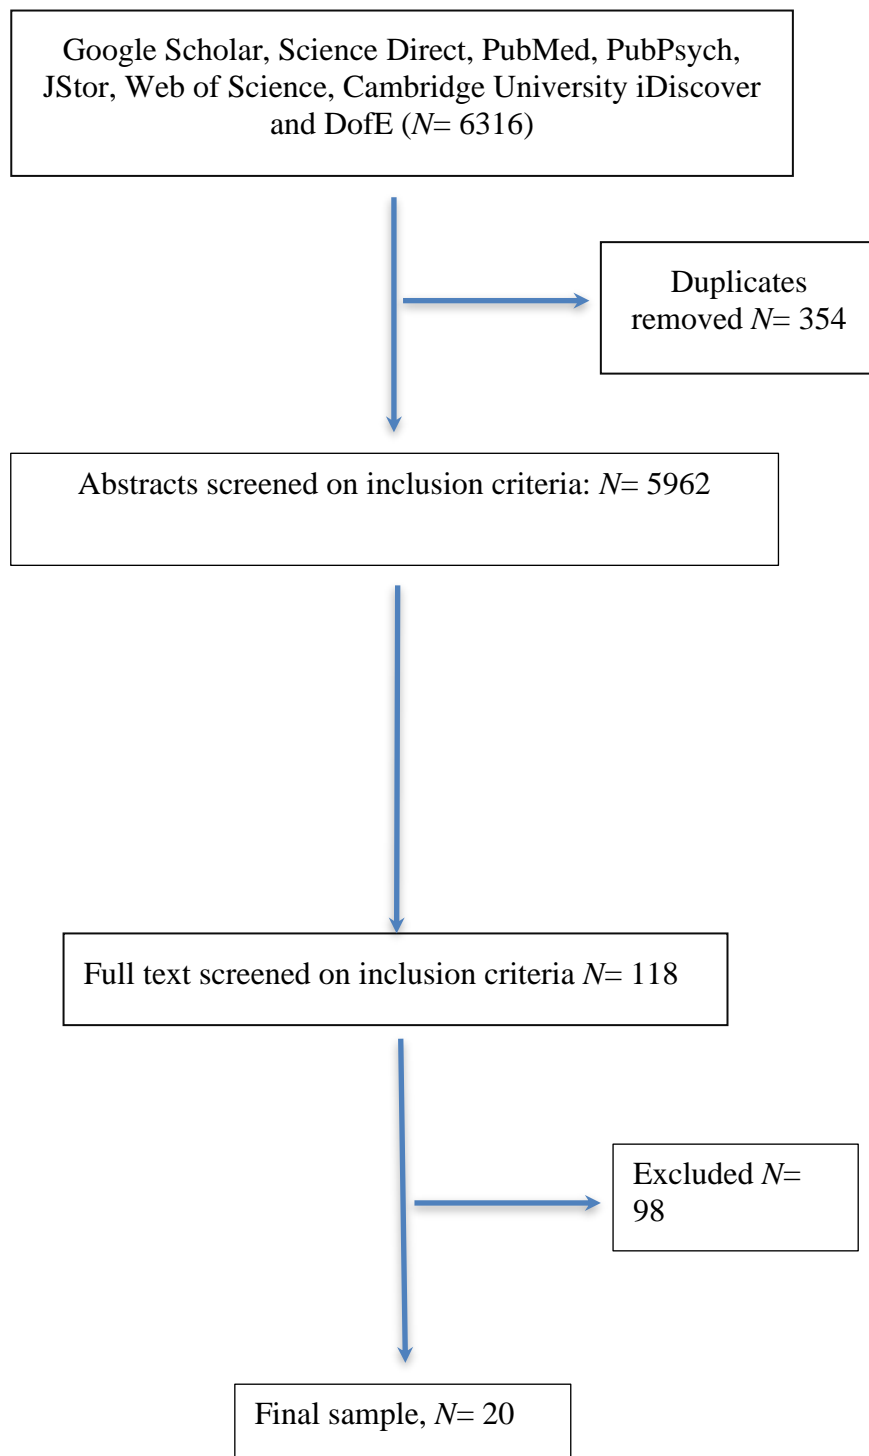 Google Scholar, Science Direct, PubMed, PubPsych,
JStor, Web of Science, Cambridge University iDiscover
and DofE (N= 6316)
Duplicates
removed N= 354
Abstracts screened on inclusion criteria: N= 5962
Full text screened on inclusion criteria N= 118
Excluded N=
98
Final sample, N= 20